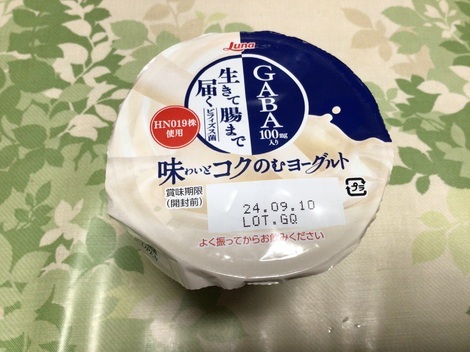 Luna
GABA
100mg
入り
生きて腸まで
届く
ビフィズス菌
HN019株
使用
味わいとコクのむヨーグルト
賞味期限
(開封前)
24.09.10
LOT.GQ
よく振ってからお飲みください
フタ